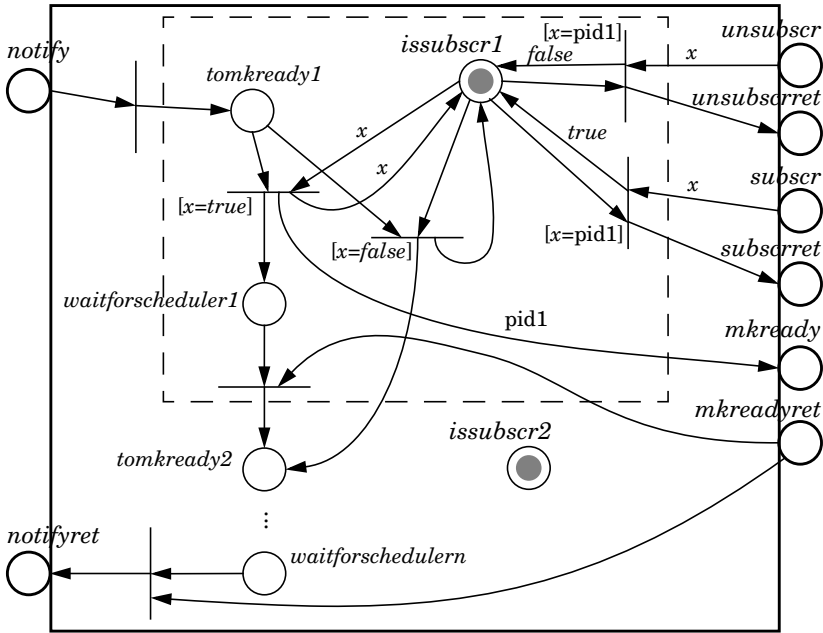 [x=pid1]
unsubscr
notify
issubscr1
false
x
tomkready1
unsubscrret
true
x
x
subscr
x
[x=true]
[x=false]
[x=pid1]
subscrret
waitforscheduler1
pid1
mkready
mkreadyret
issubscr2
tomkready2
...
notifyret
waitforschedulern